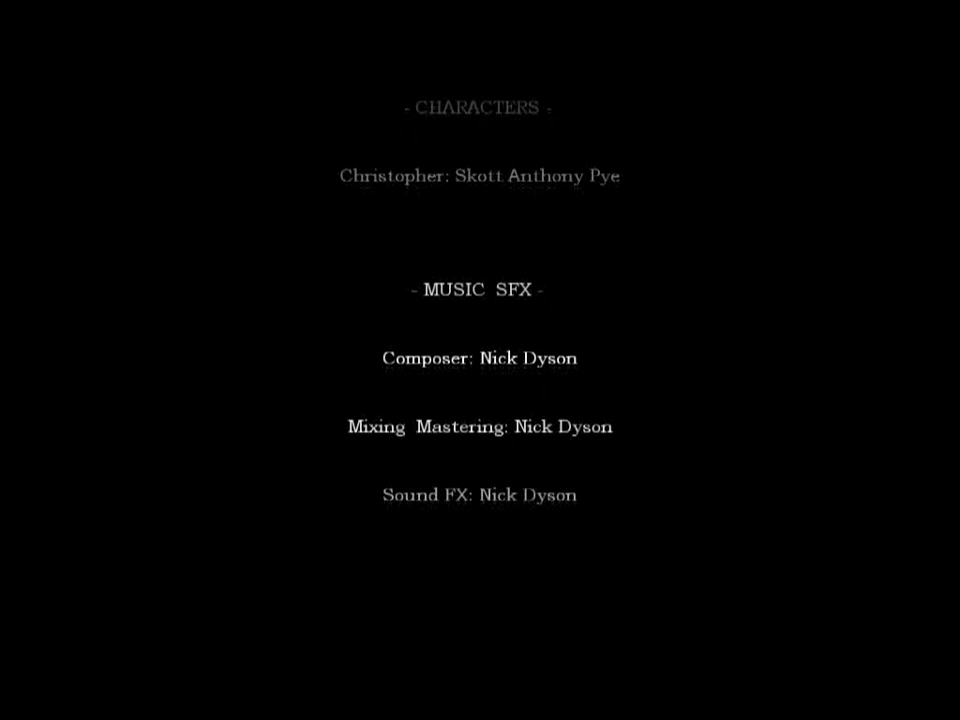 - CHARACTERS -
Christopher: Skott Anthony Pye
- MUSIC SFX -
Composer: Nick Dyson
Mixing Mastering: Nick Dyson
Sound FX: Nick Dyson